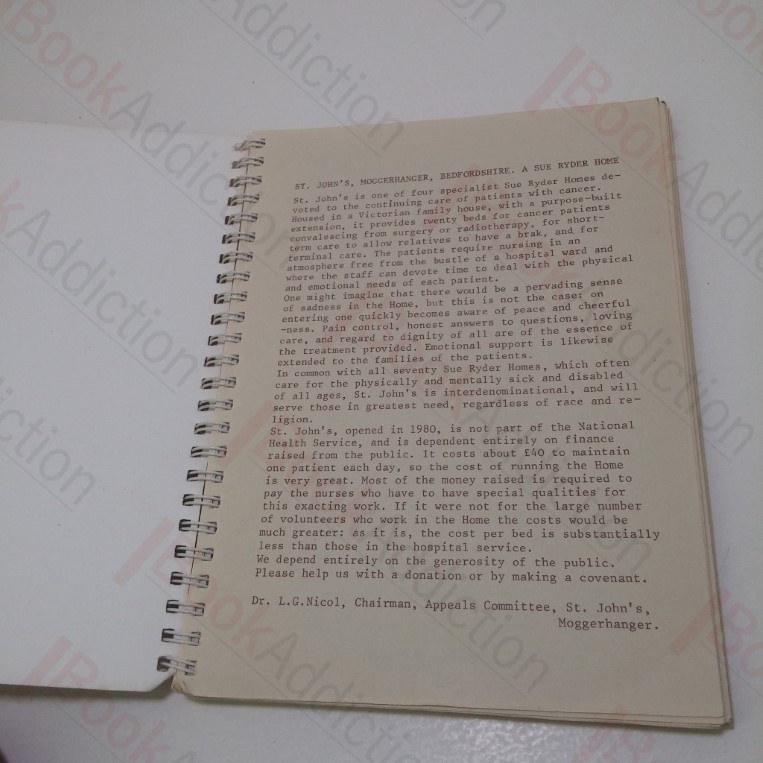 ST. JOHN'S, MOGGERHANGER, BEDFORDSHIRE. A SUE RYDER HOME
St. John's is one of four specialist Sue Ryder Homes de-
voted to the continuing care of patients with cancer.
Housed in a Victorian family house, with a purpose-built
extension, it provides twenty beds for cancer patients
convalescing from surgery or radiotherapy, for short-
term care to allow relatives to have a brak, and for
terminal care. The patients require nursing in an
atmosphere free from the bustle of a hospital ward and
where the staff can devote time to deal with the physical
and emotional needs of each patient.
One might imagine that there would be a pervading sense
of sadness in the Home, but this is not the case: on
entering one quickly becomes aware of peace and cheerful
-ness. Pain control, honest answers to questions, loving
care, and regard to dignity of all are of the essence of
the treatment provided. Emotional support is likewise
extended to the families of the patients.
In common with all seventy Sue Ryder Homes, which often
care for the physically and mentally sick and disabled
of all ages, St. John's is interdenominational, and will
serve those in greatest need, regardless of race and re-
ligion.
St. John's, opened in 1980, is not part of the National
Health Service, and is dependent entirely on finance
raised from the public. It costs about £40 to maintain
one patient each day, so the cost of running the Home
is very great. Most of the money raised is required to
pay the nurses who have to have special qualities for
this exacting work. If it were not for the large number
of volunteers who work in the Home the costs would be
much greater: as it is, the cost per bed is substantially
less than those in the hospital service.
We depend entirely on the generosity of the public.
Please help us with a donation or by making a covenant.
Dr. L.G.Nicol, Chairman, Appeals Committee, St. John's,
Moggerhanger.
BookAddiction